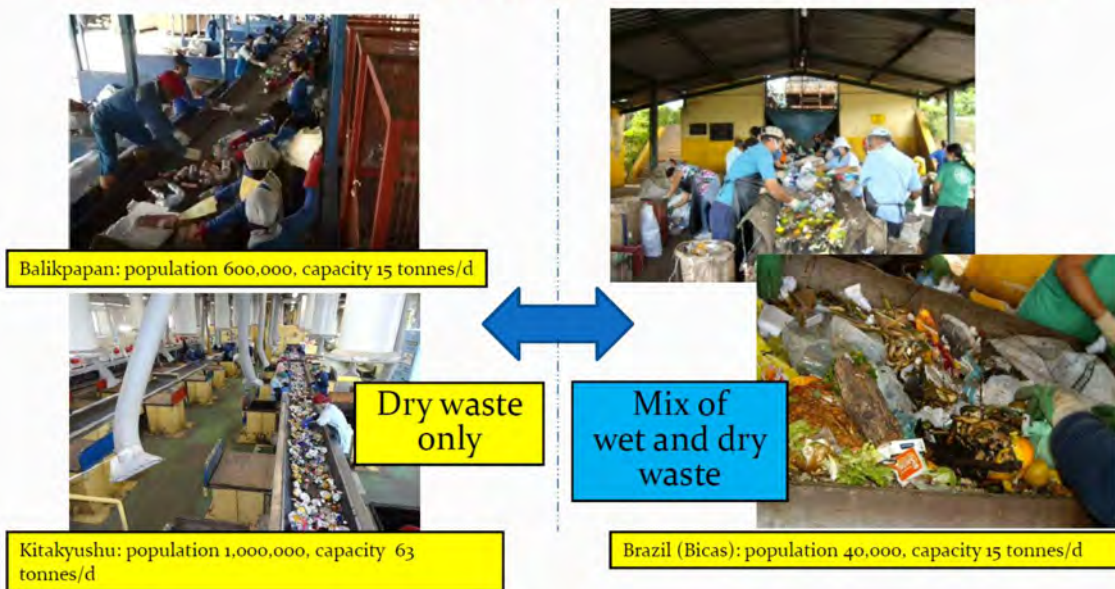 Balikpapan: population 600,000, capacity 15 tonnes/d
Dry waste
only
Mix of
wet and dry
waste
Kitakyushu: population 1,000,000, capacity 63
tonnes/d
Brazil (Bicas): population 40,000, capacity 15 tonnes/d